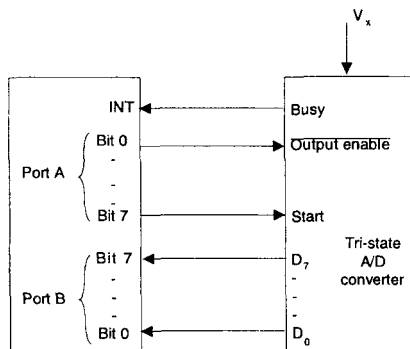 Vx
INT
Busy
Bit 0
Output enable
-
Port A
-
-
Bit 7
Start
Tri-state
A/D
converter
Bit 7
D7
-
-
Port B
-
-
-
-
Bit 0
D0